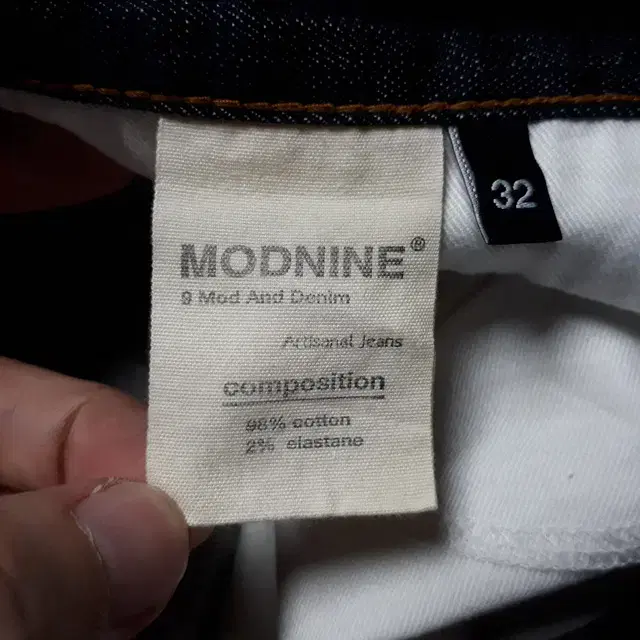 MODNINE®
9 Mod And Denim
Artisanal Jeans
composition
98% cotton
2% elastane
32